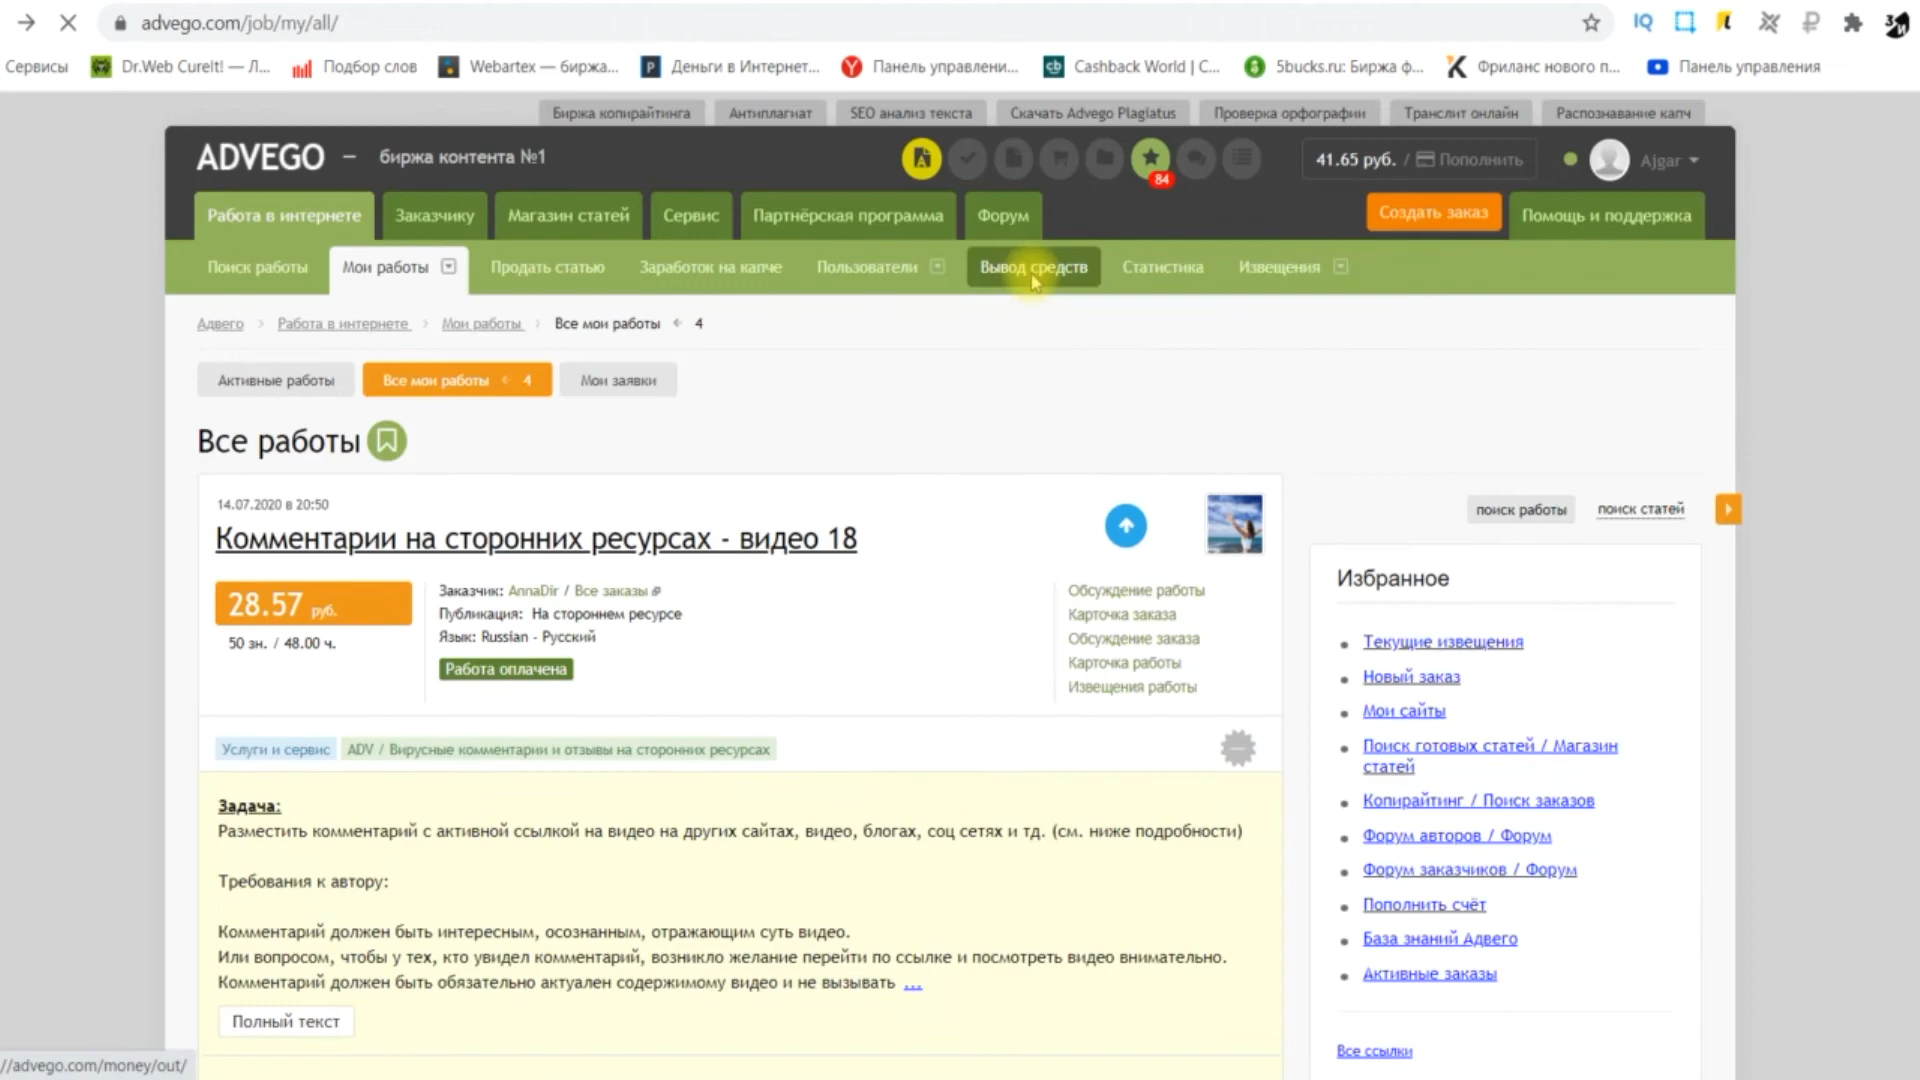 advego.com/job/my/all/
IQ
Сервисы
Dr.Web CureIt! — Л...
Подбор слов
Webartex — биржа...
Деньги в Интернет...
Панель управлени...
Cashback World | C...
5bucks.ru: Биржа ф...
Фриланс нового п...
Панель управления
Биржа копирайтинга
Антиплагиат
SEO анализ текста
Скачать Advego Plagiatus
Проверка орфографии
Транслит онлайн
Распознавание капч
ADVEGO – биржа контента №1
84
41.65 руб. / Пополнить
Ajgar
Работа в интернете
Заказчику
Магазин статей
Сервис
Партнёрская программа
Форум
Создать заказ
Помощь и поддержка
Поиск работы
Мои работы
Продать статью
Заработок на капче
Пользователи
Вывод средств
Статистика
Извещения
Адвего > Работа в интернете > Мои работы > Все мои работы ← 4
Активные работы
Все мои работы ← 4
Мои заявки
Все работы
14.07.2020 в 20:50
Комментарии на сторонних ресурсах - видео 18
28.57 руб.
50 зн. / 48.00 ч.
Заказчик: AnnaDir / Все заказы
Публикация: На стороннем ресурсе
Язык: Russian - Русский
Работа оплачена
Обсуждение работы
Карточка заказа
Обсуждение заказа
Карточка работы
Извещения работы
Услуги и сервис
ADV / Вирусные комментарии и отзывы на сторонних ресурсах
Задача:
Разместить комментарий с активной ссылкой на видео на других сайтах, видео, блогах, соц сетях и тд. (см. ниже подробности)
Требования к автору:
Комментарий должен быть интересным, осознанным, отражающим суть видео.
Или вопросом, чтобы у тех, кто увидел комментарий, возникло желание перейти по ссылке и посмотреть видео внимательно.
Комментарий должен быть обязательно актуален содержимому видео и не вызывать ...
Полный текст
поиск работы
поиск статей
Избранное
Текущие извещения
Новый заказ
Мои сайты
Поиск готовых статей / Магазин
статей
Копирайтинг / Поиск заказов
Форум авторов / Форум
Форум заказчиков / Форум
Пополнить счёт
База знаний Адвего
Активные заказы
Все ссылки
//advego.com/money/out/